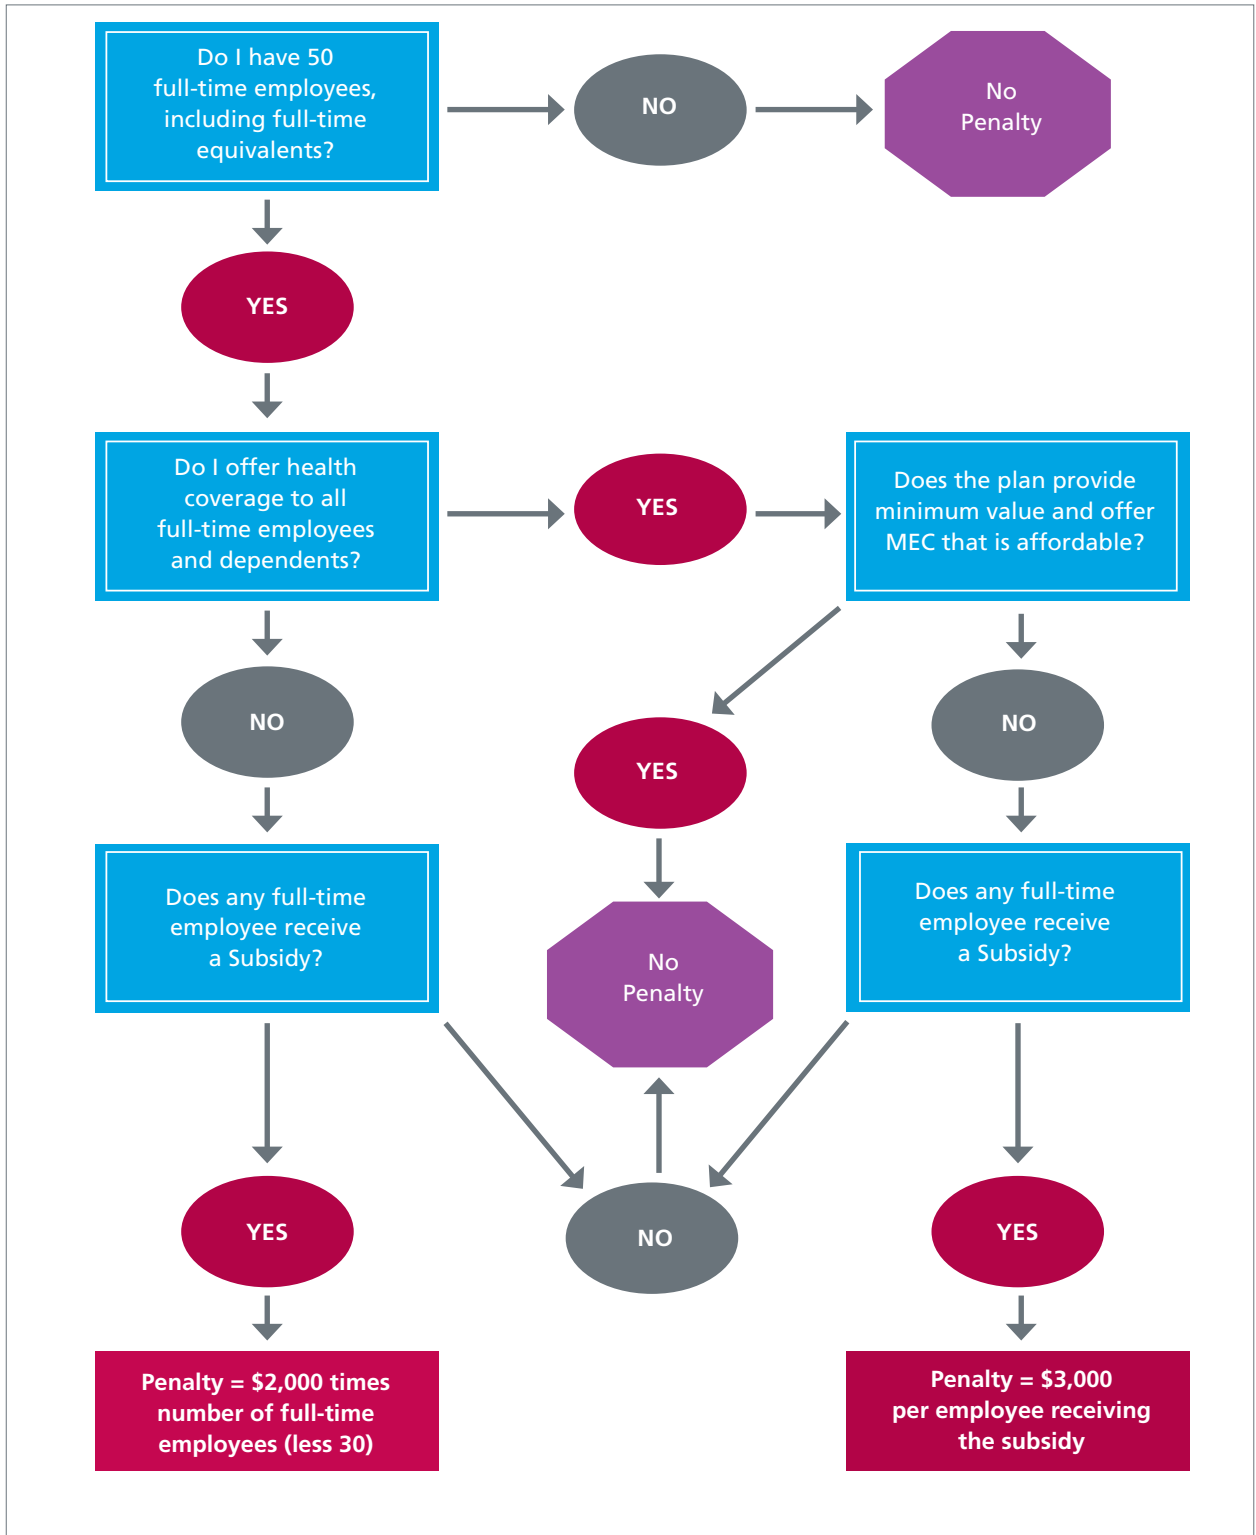 Do I have 50
full-time employees,
including full-time
equivalents?
NO
No
Penalty
YES
Do I offer health
coverage to all
full-time employees
and dependents?
YES
Does the plan provide
minimum value and offer
MEC that is affordable?
NO
YES
NO
Does any full-time
employee receive
a Subsidy?
No
Penalty
Does any full-time
employee receive
a Subsidy?
YES
NO
YES
Penalty = $2,000 times
number of full-time
employees (less 30)
Penalty = $3,000
per employee receiving
the subsidy